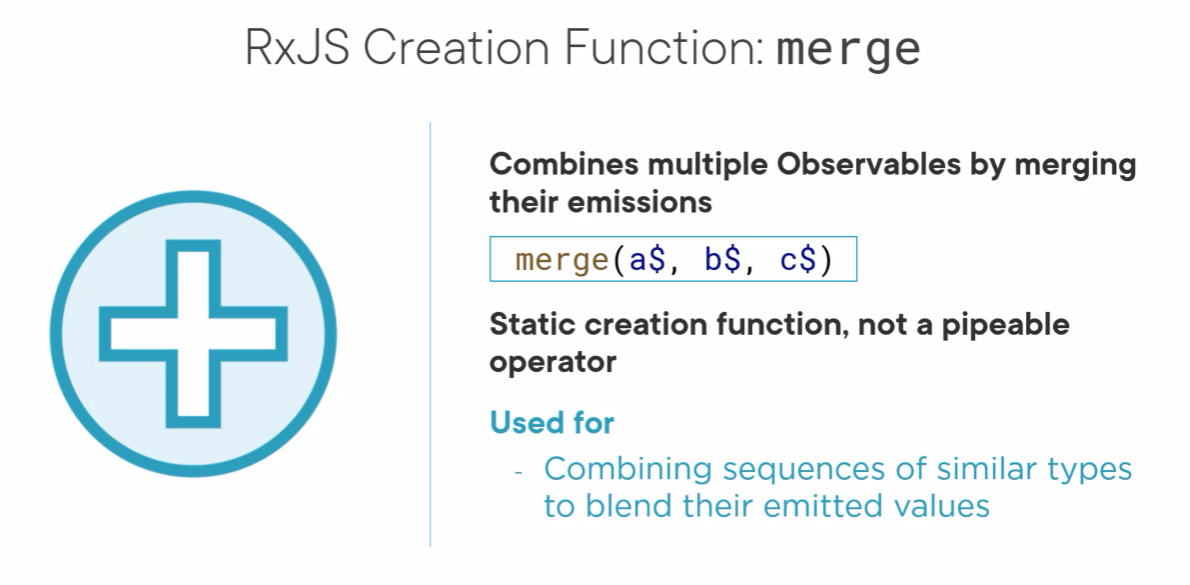 RxJS Creation Function: merge
Combines multiple Observables by merging
their emissions
merge(a$, b$, c$)
Static creation function, not a pipeable
operator
Used for
- Combining sequences of similar types
to blend their emitted values